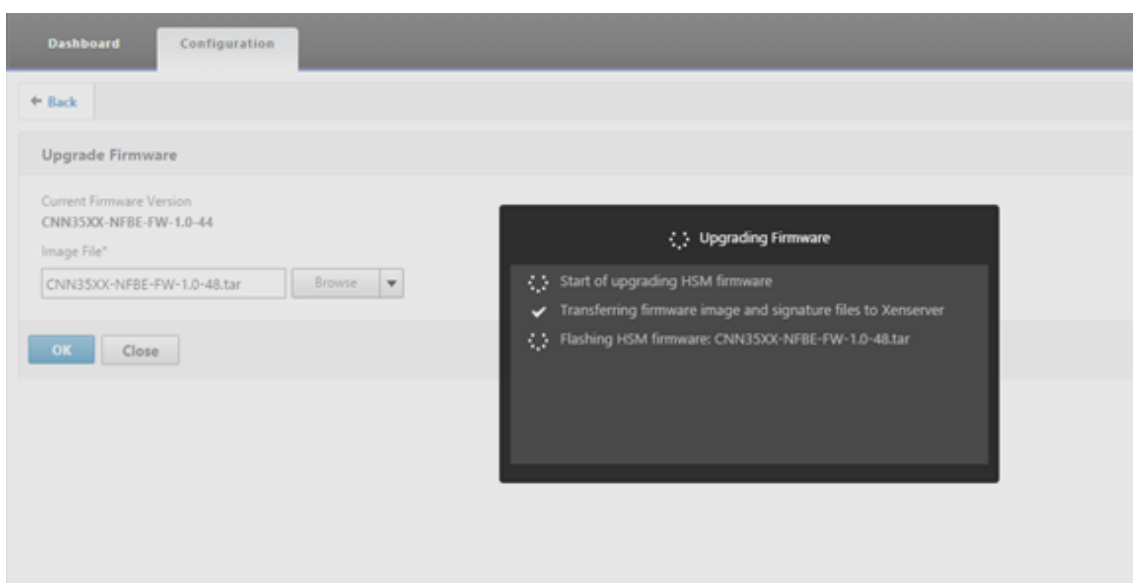 Dashboard
Configuration
Back
Upgrade Firmware
Current Firmware Version
CNN35XX-NFBE-FW-1.0-44
Image File*
CNN35XX-NFBE-FW-1.0-48.tar
Browse
OK
Close
Upgrading Firmware
Start of upgrading HSM firmware
Transferring firmware image and signature files to Xenserver
Flashing HSM firmware: CNN35XX-NFBE-FW-1.0-48.tar